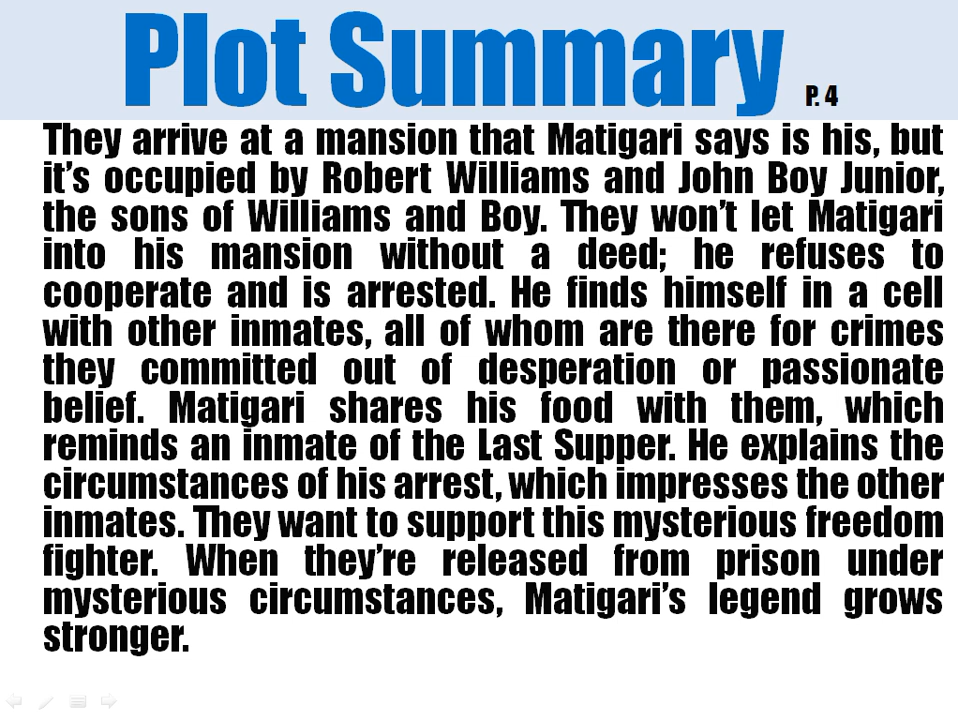 Plot Summary P. 4
They arrive at a mansion that Matigari says is his, but
it’s occupied by Robert Williams and John Boy Junior,
the sons of Williams and Boy. They won’t let Matigari
into his mansion without a deed; he refuses to
cooperate and is arrested. He finds himself in a cell
with other inmates, all of whom are there for crimes
they committed out of desperation or passionate
belief. Matigari shares his food with them, which
reminds an inmate of the Last Supper. He explains the
circumstances of his arrest, which impresses the other
inmates. They want to support this mysterious freedom
fighter. When they’re released from prison under
mysterious circumstances, Matigari’s legend grows
stronger.